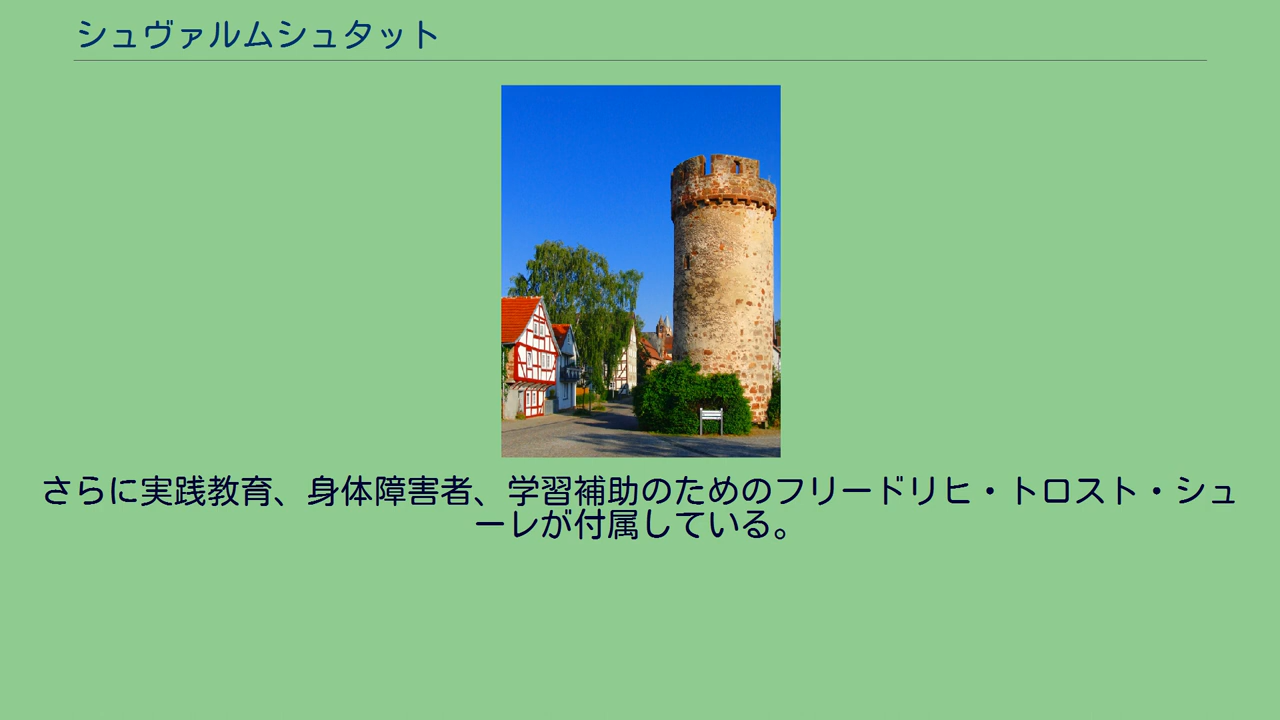 シュヴァルムシュタット
さらに実践教育、身体障害者、学習補助のためのフリードリヒ・トロスト・シュ
ーレが付属している。